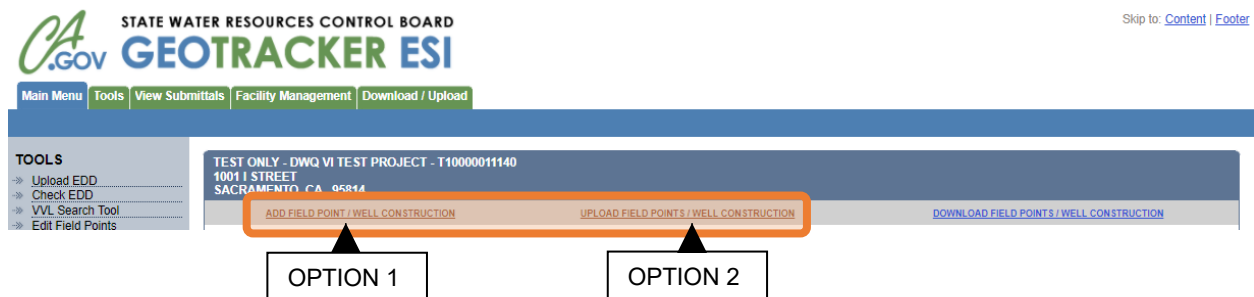 CA.GOV
STATE WATER RESOURCES CONTROL BOARD
GEOTRACKER ESI
Skip to: Content | Footer
Main Menu Tools View Submittals Facility Management Download / Upload
TOOLS
Upload EDD
Check EDD
VVL Search Tool
Edit Field Points
TEST ONLY - DWQ VI TEST PROJECT - T10000011140
1001 I STREET
SACRAMENTO, CA 95814
ADD FIELD POINT / WELL CONSTRUCTION
UPLOAD FIELD POINTS / WELL CONSTRUCTION
DOWNLOAD FIELD POINTS / WELL CONSTRUCTION
OPTION 1
OPTION 2